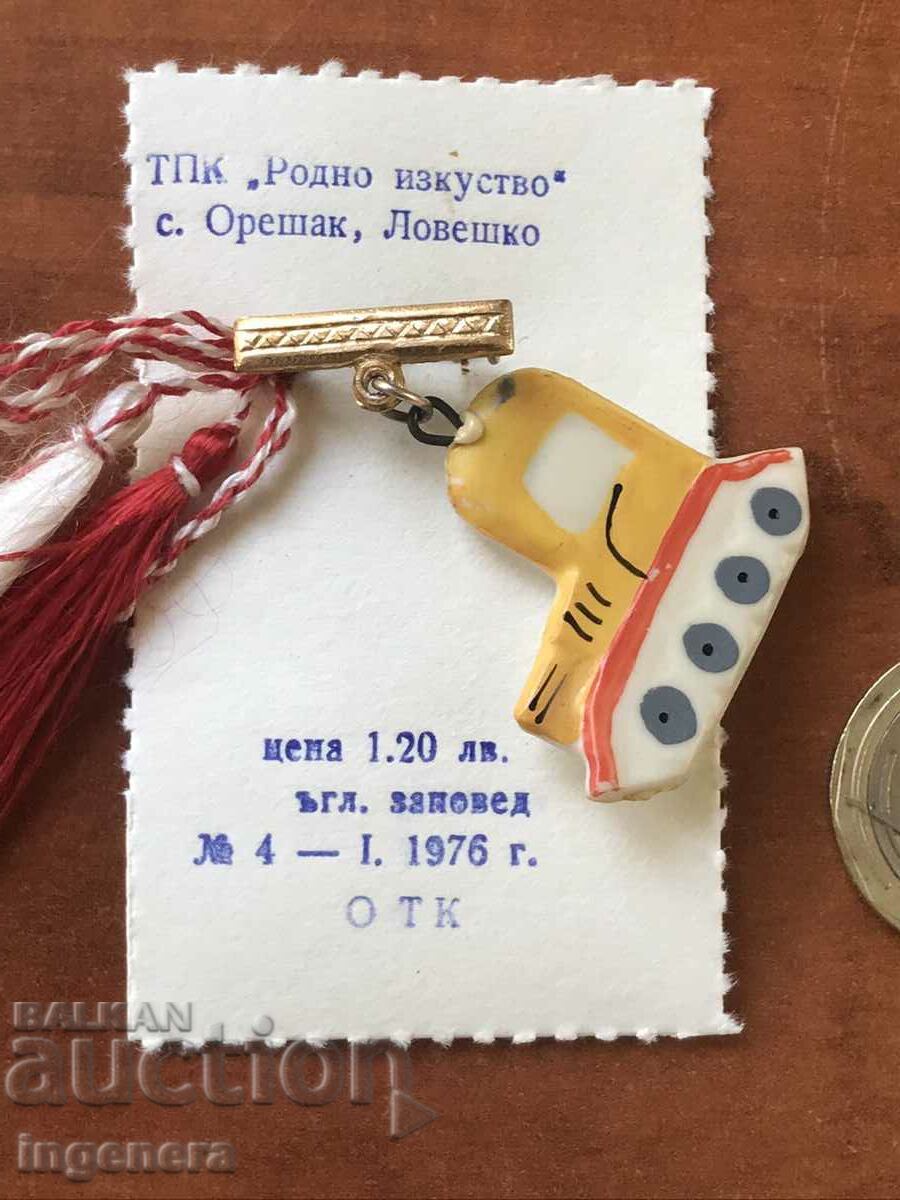 ТПК „Родно изкуство“
с. Орешак, Ловешко
цена 1.20 лв.
ъгл. заповед
№ 4 — I. 1976 г.
ОТК
BALKAN
auction
ingenera